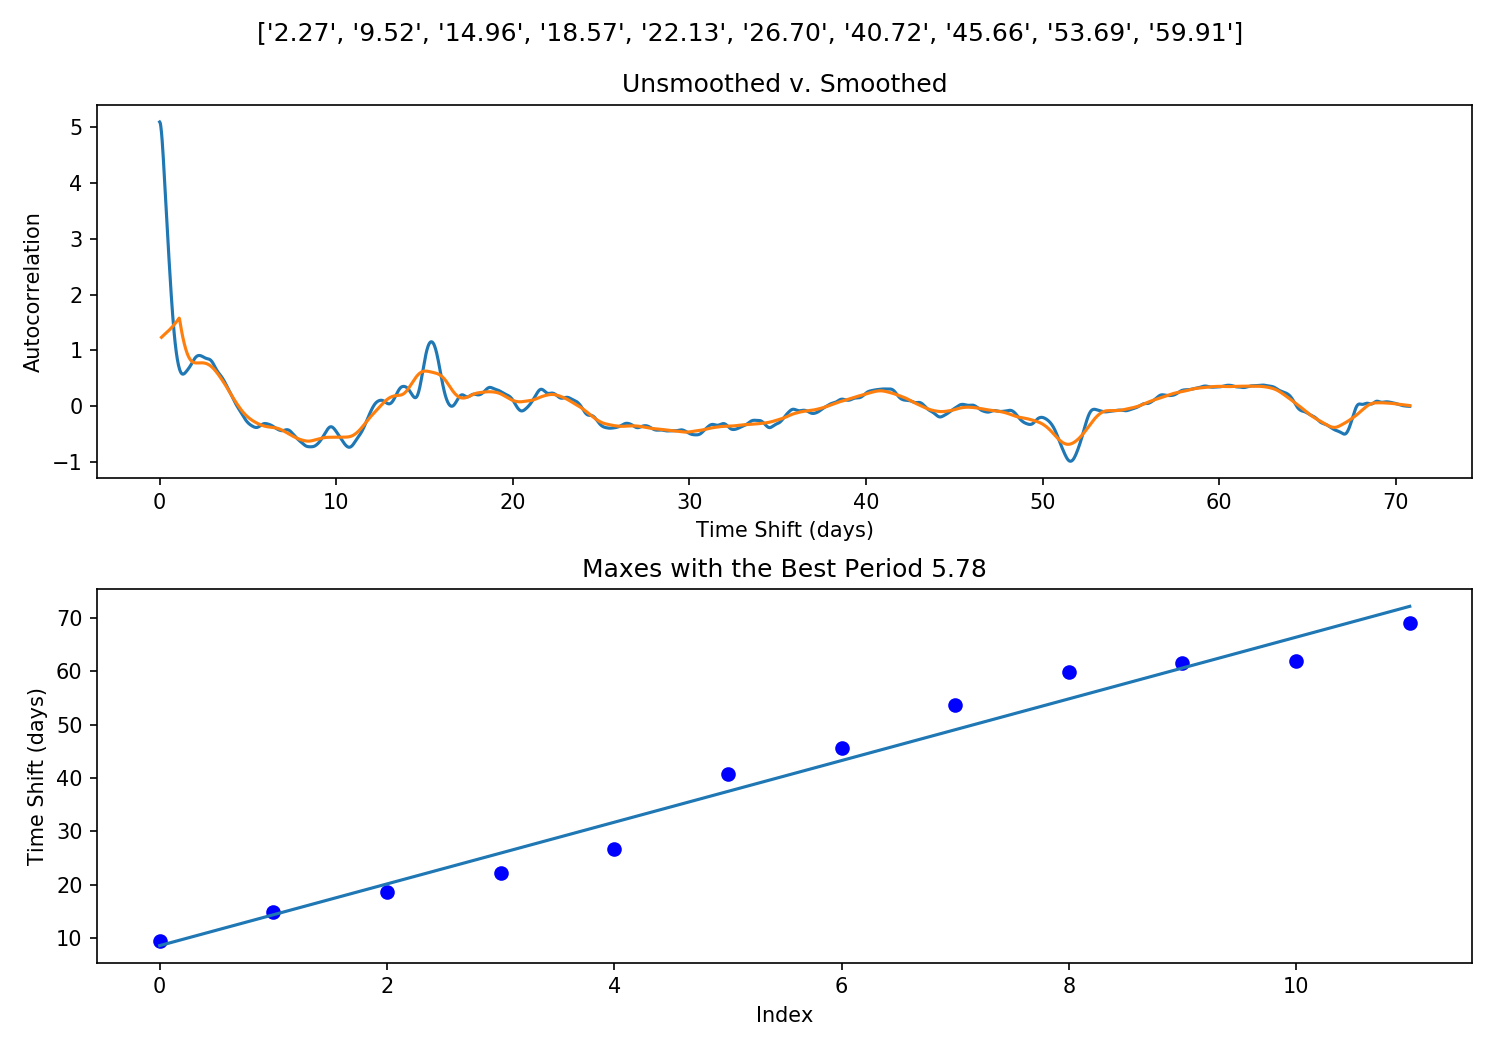 ['2.27', '9.52', '14.96', '18.57', '22.13', '26.70', '40.72', '45.66', '53.69', '59.91']
Unsmoothed v. Smoothed
Autocorrelation
5
4
3
2
1
0
−1
0 10 20 30 40 50 60 70
Time Shift (days)
Maxes with the Best Period 5.78
Time Shift (days)
70
60
50
40
30
20
10
0 2 4 6 8 10
Index